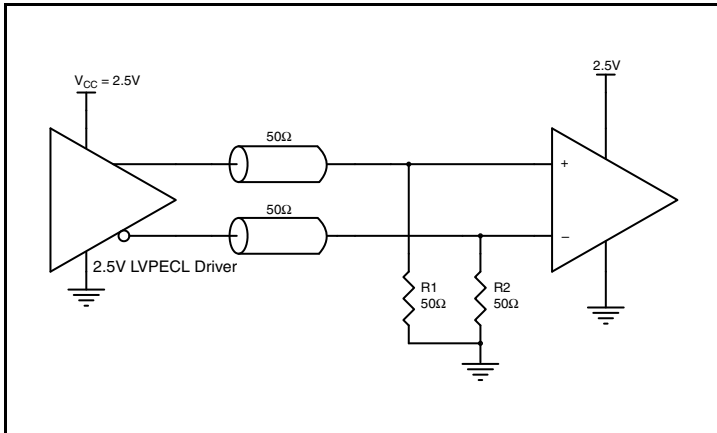 V_CC = 2.5V
2.5V
50Ω
+
50Ω
−
2.5V LVPECL Driver
R1
50Ω
R2
50Ω